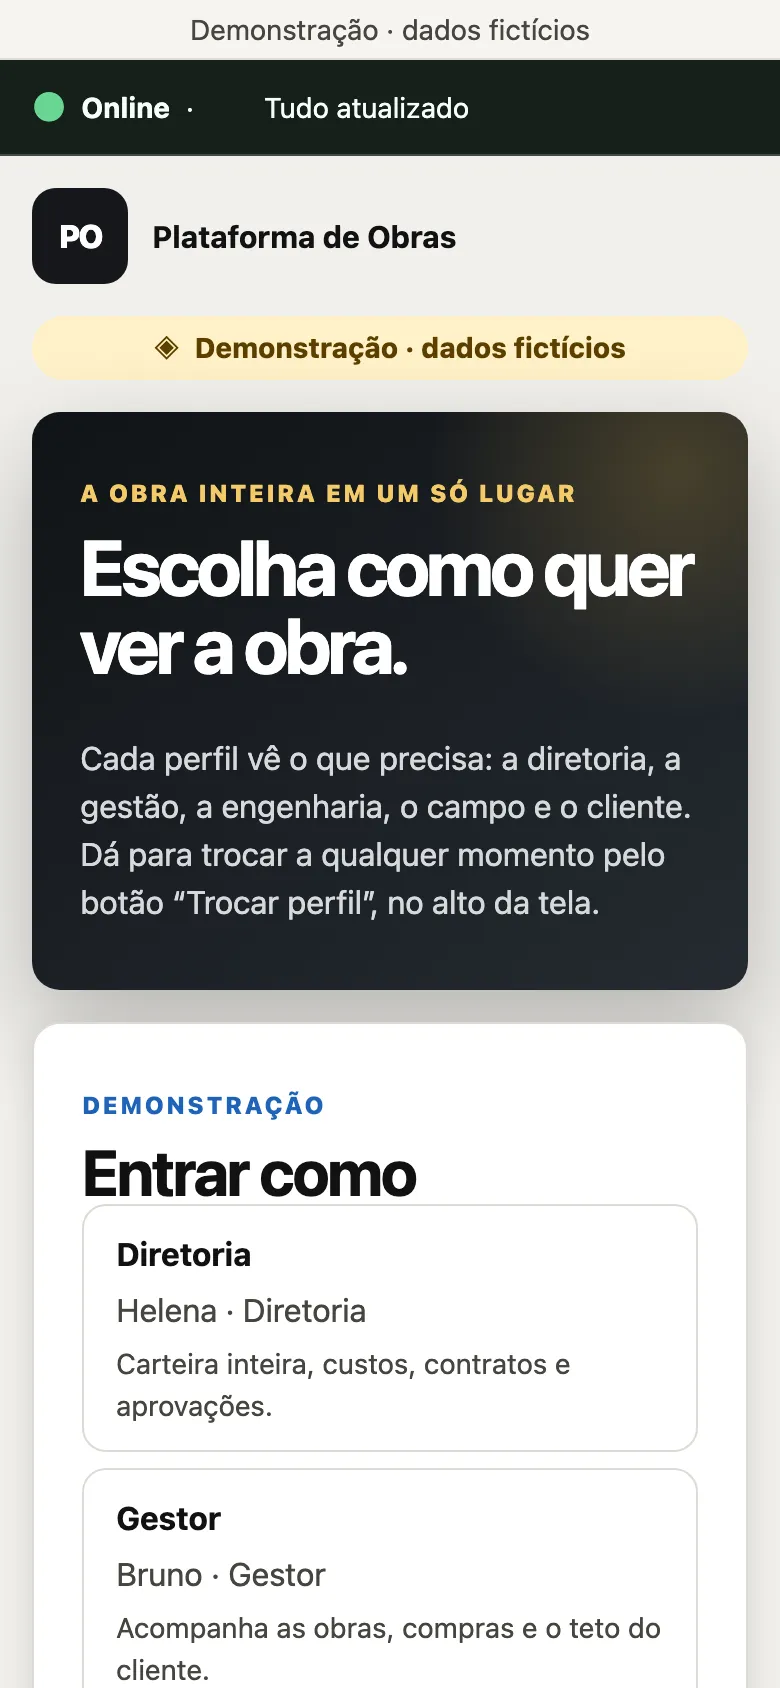 Demonstração · dados fictícios
Online · Tudo atualizado
PO
Plataforma de Obras
◈ Demonstração · dados fictícios
A OBRA INTEIRA EM UM SÓ LUGAR
Escolha como quer
ver a obra.
Cada perfil vê o que precisa: a diretoria, a
gestão, a engenharia, o campo e o cliente.
Dá para trocar a qualquer momento pelo
botão “Trocar perfil”, no alto da tela.
DEMONSTRAÇÃO
Entrar como
Diretoria
Helena · Diretoria
Carteira inteira, custos, contratos e
aprovações.
Gestor
Bruno · Gestor
Acompanha as obras, compras e o teto do
cliente.